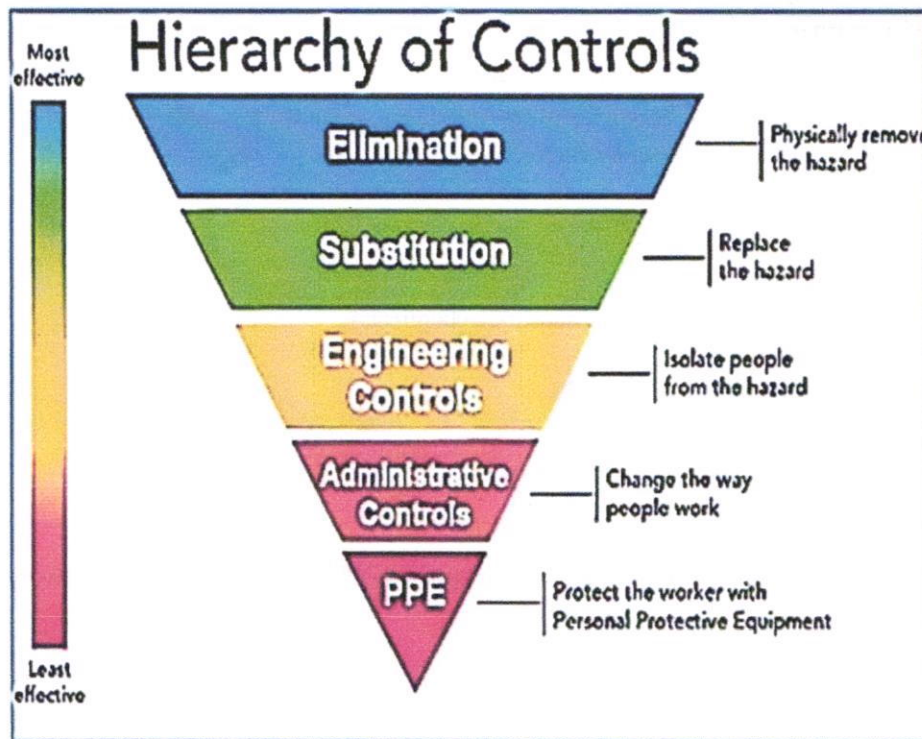 Hierarchy of Controls
Most
effective
Elimination
Physically remove
the hazard
Substitution
Replace
the hazard
Engineering
Controls
Isolate people
from the hazard
Administrative
Controls
Change the way
people work
PPE
Protect the worker with
Personal Protective Equipment
Least
effective